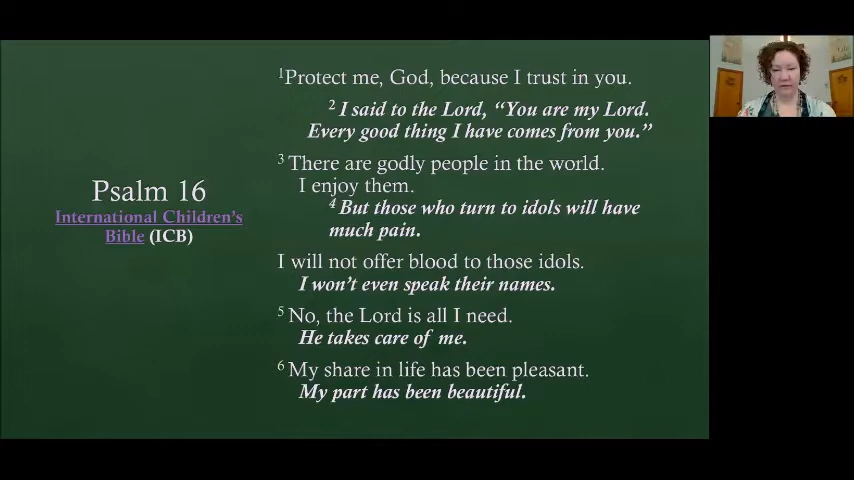 Psalm 16
International Children's
Bible (ICB)
¹Protect me, God, because I trust in you.
² I said to the Lord, “You are my Lord.
Every good thing I have comes from you.”
³ There are godly people in the world.
I enjoy them.
⁴ But those who turn to idols will have
much pain.
I will not offer blood to those idols.
I won't even speak their names.
⁵ No, the Lord is all I need.
He takes care of me.
⁶ My share in life has been pleasant.
My part has been beautiful.